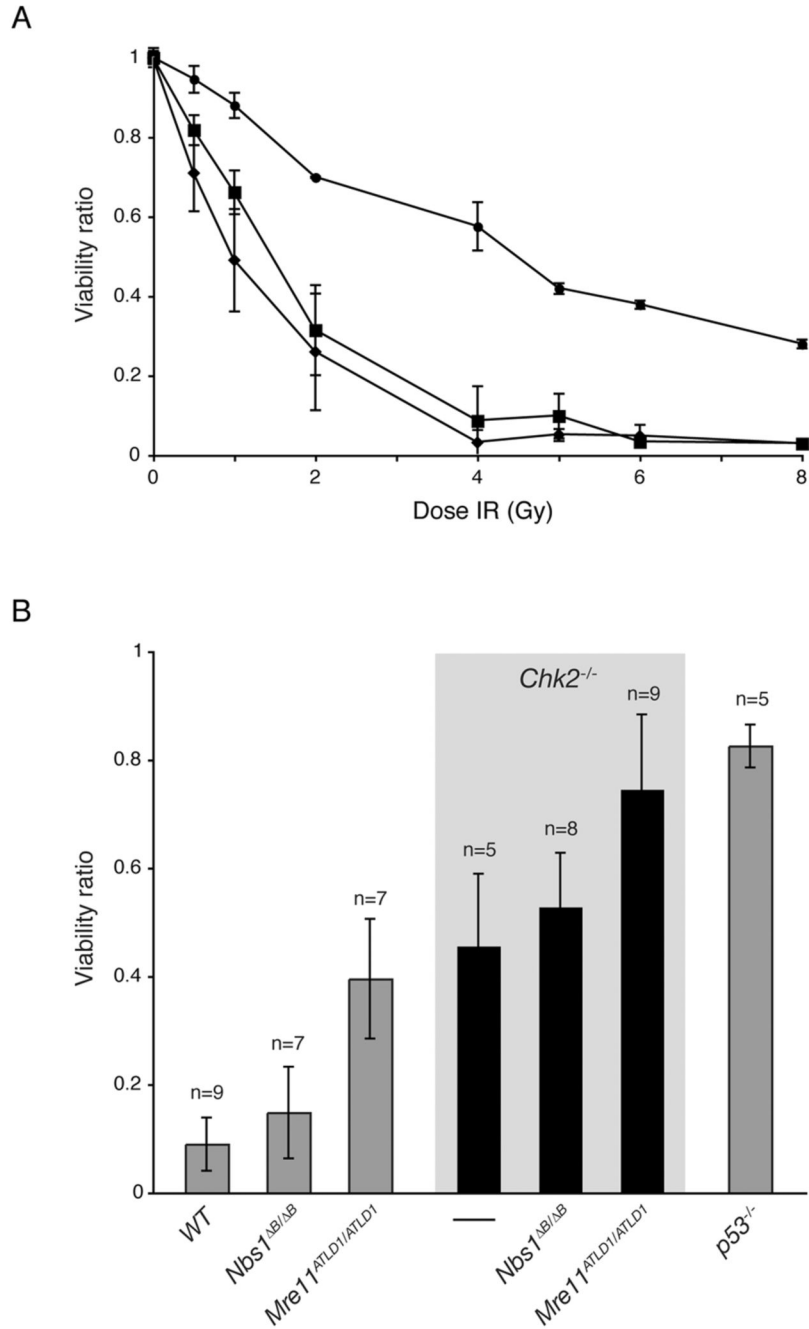 A
1
0.8
0.6
0.4
0.2
0
Viability ratio
0 2 4 6 8
Dose IR (Gy)
B
1
0.8
0.6
0.4
0.2
0
Viability ratio
Chk2-/-
n=9
n=7
n=7
n=5
n=8
n=9
n=5
WT
Nbs1ΔB/ΔB
Mre11ATLD1/ATLD1
—
Nbs1ΔB/ΔB
Mre11ATLD1/ATLD1
p53-/-